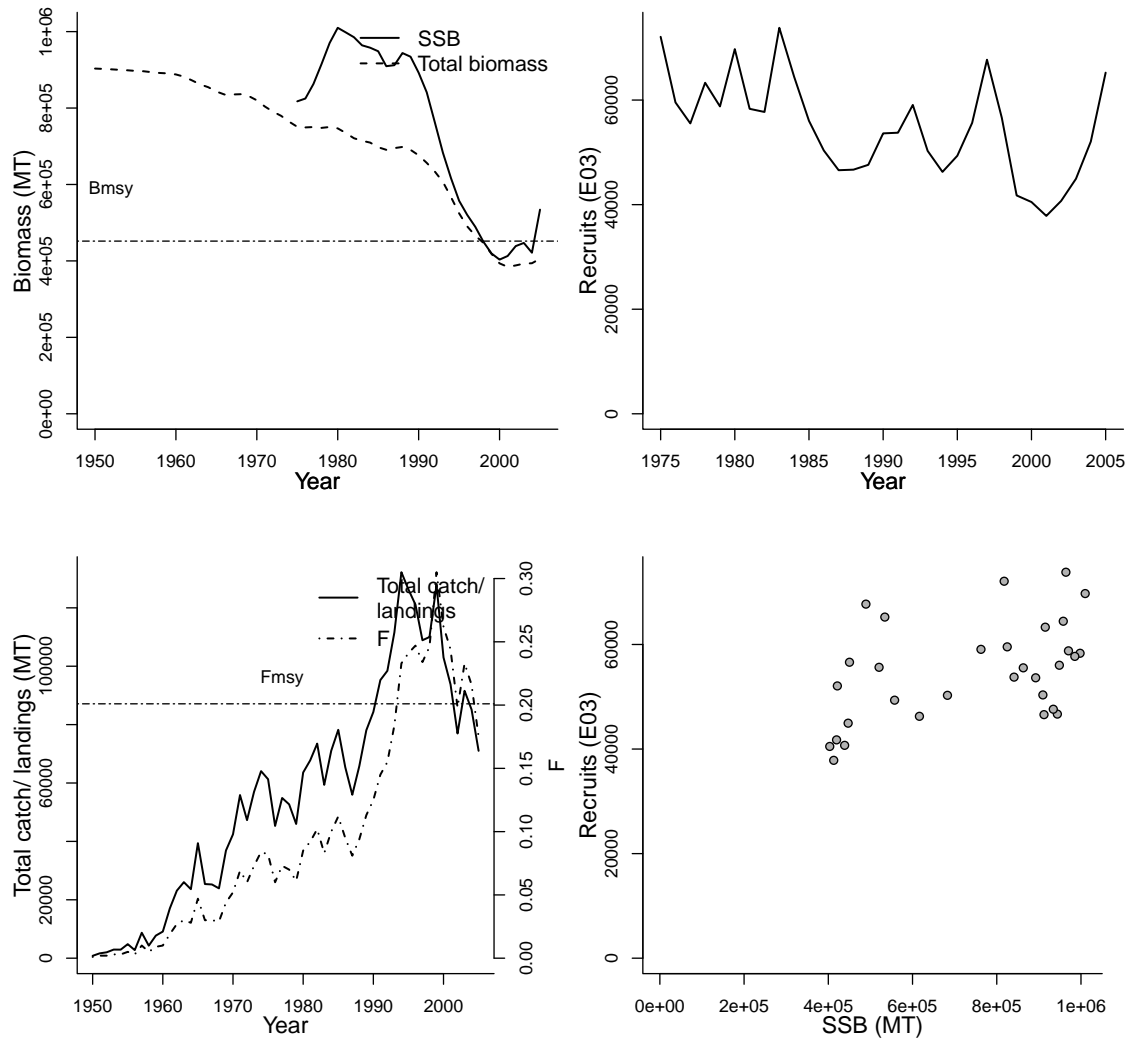 SSB
Total biomass
Bmsy
Biomass (MT)
0e+00
2e+05
4e+05
6e+05
8e+05
1e+06
1950 1960 1970 1980 1990 2000
Year
Recruits (E03)
0
20000
40000
60000
1975 1980 1985 1990 1995 2000 2005
Year
Total catch/
landings
F
Fmsy
Total catch/ landings (MT)
0
20000
60000
100000
0.00
0.05
0.10
0.15
0.20
0.25
0.30
F
1950 1960 1970 1980 1990 2000
Year
Recruits (E03)
0
20000
40000
60000
0e+00 2e+05 4e+05 6e+05 8e+05 1e+06
SSB (MT)